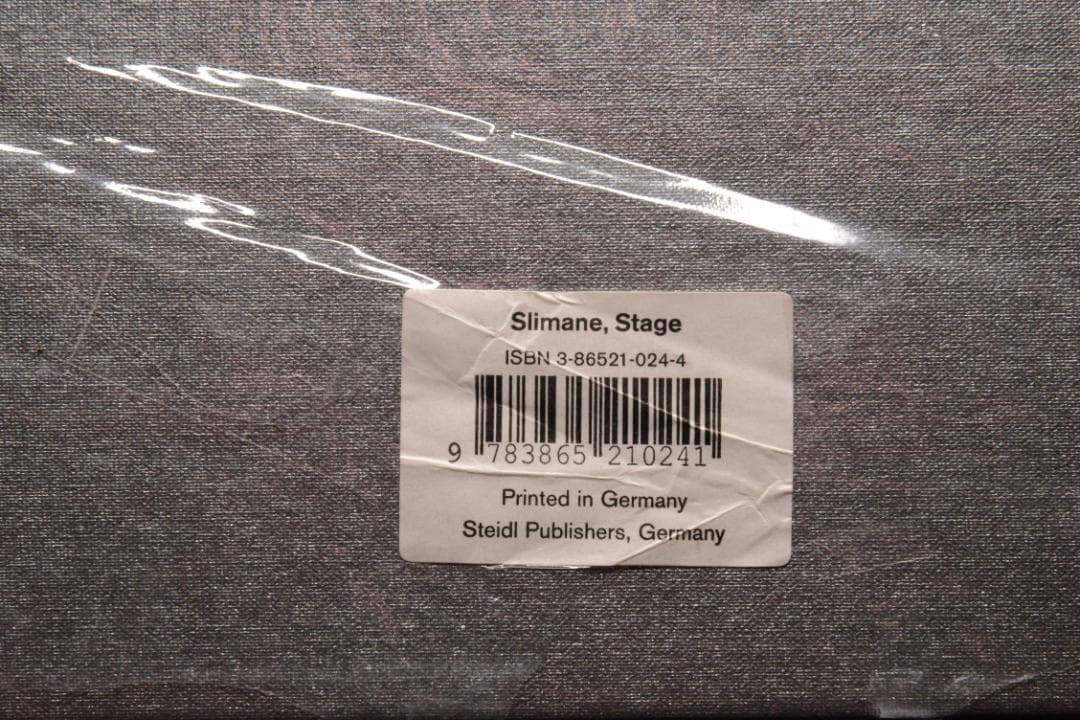 Slimane, Stage
ISBN 3-86521-024-4
9 783865 210241
Printed in Germany
Steidl Publishers, Germany